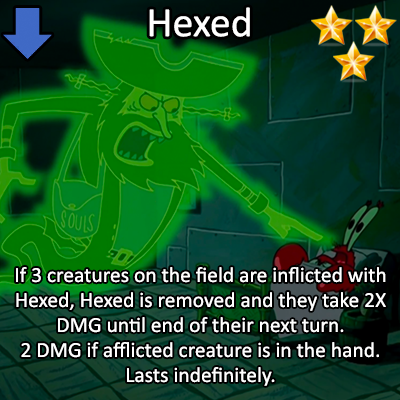 Hexed
SOULS
If 3 creatures on the field are inflicted with
Hexed, Hexed is removed and they take 2X
DMG until end of their next turn.
2 DMG if afflicted creature is in the hand.
Lasts indefinitely.